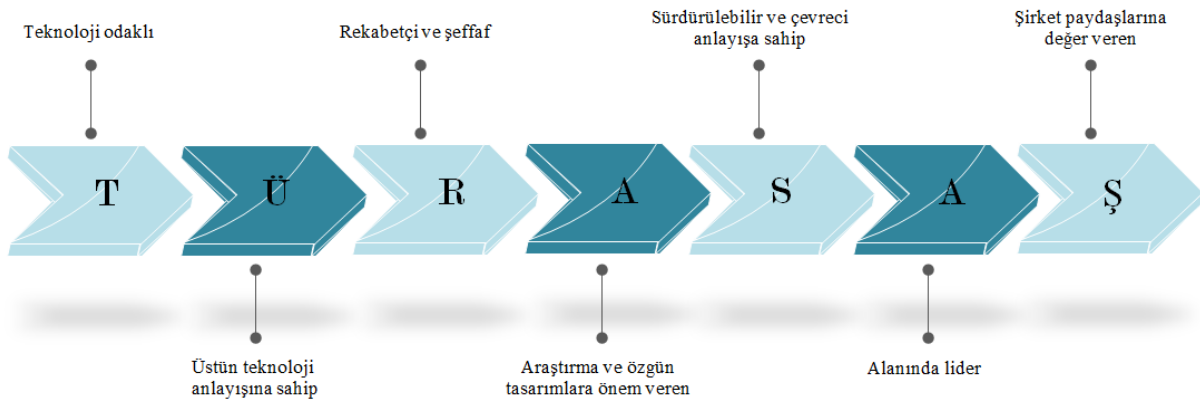 Teknoloji odaklı
Rekabetçi ve şeffaf
Sürdürülebilir ve çevreci
anlayışa sahip
Şirket paydaşlarına
değer veren
T
Ü
R
A
S
A
Ş
Üstün teknoloji
anlayışına sahip
Araştırma ve özgün
tasarımlara önem veren
Alanında lider